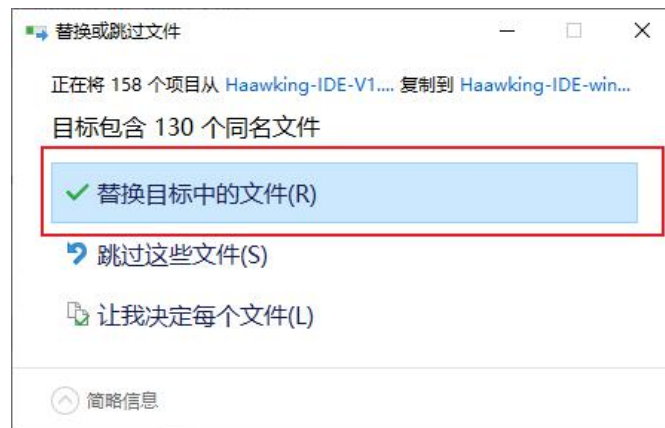 替换或跳过文件
正在将 158 个项目从 Haawking-IDE-V1.... 复制到 Haawking-IDE-win...
目标包含 130 个同名文件
替换目标中的文件(R)
跳过这些文件(S)
让我决定每个文件(L)
简略信息